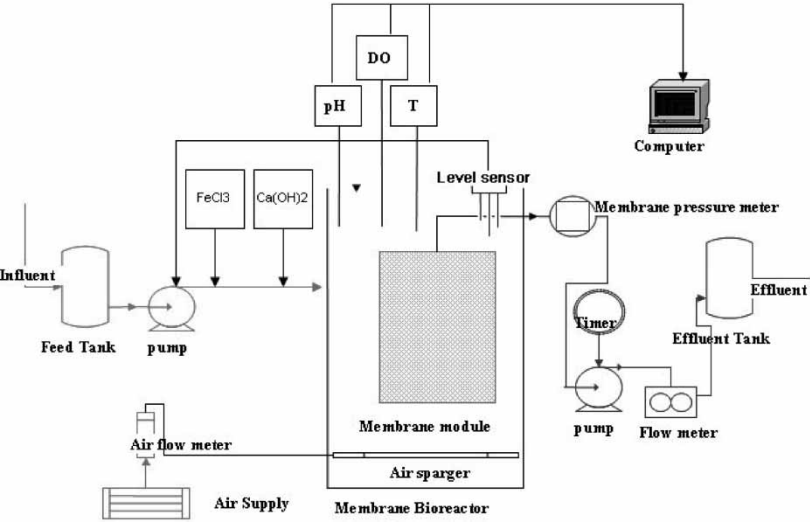 DO
pH
T
Computer
Level sensor
FeCl3
Ca(OH)2
Membrane pressure meter
Influent
Effluent
Timer
Effluent Tank
Feed Tank
pump
Membrane module
pump
Flow meter
Air flow meter
Air sparger
Air Supply
Membrane Bioreactor